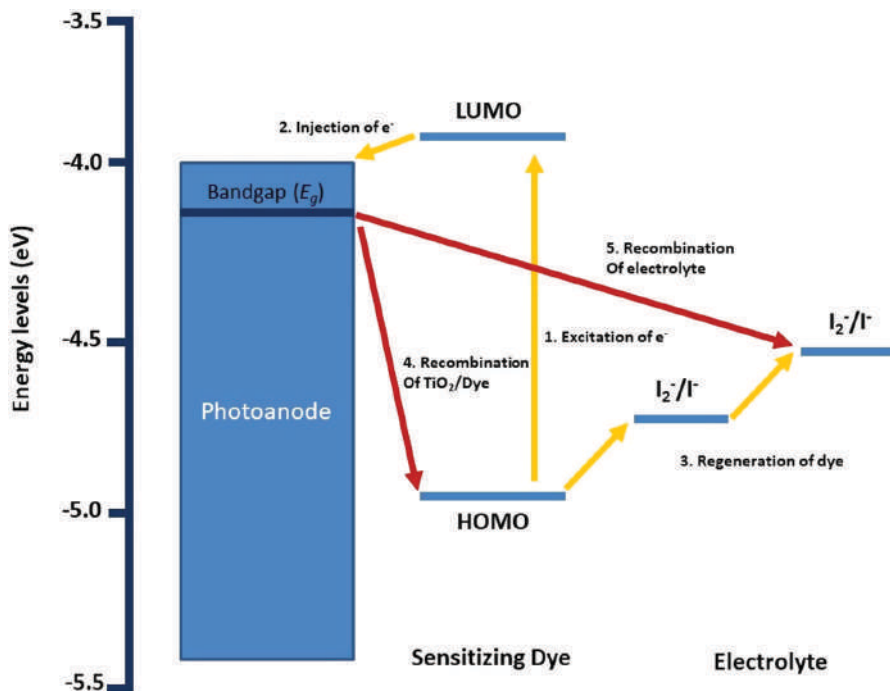 -3.5
-4.0
-4.5
-5.0
-5.5
Energy levels (eV)
LUMO
2. Injection of e⁻
Bandgap (E_g)
Photoanode
5. Recombination
Of electrolyte
1. Excitation of e⁻
4. Recombination
Of TiO₂/Dye
I₂⁻/I⁻
I₂⁻/I⁻
3. Regeneration of dye
HOMO
Sensitizing Dye
Electrolyte